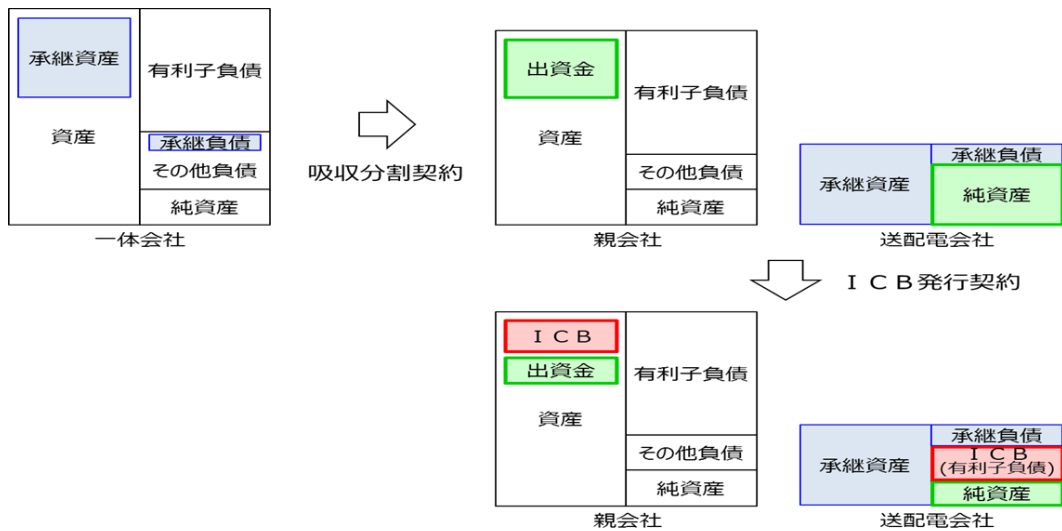 承継資産
有利子負債
資産
承継負債
その他負債
純資産
一体会社
吸収分割契約
出資金
有利子負債
資産
その他負債
純資産
親会社
承継負債
承継資産
純資産
送配電会社
ＩＣＢ発行契約
ＩＣＢ
出資金
有利子負債
資産
その他負債
純資産
親会社
承継負債
承継資産
ＩＣＢ
(有利子負債)
純資産
送配電会社